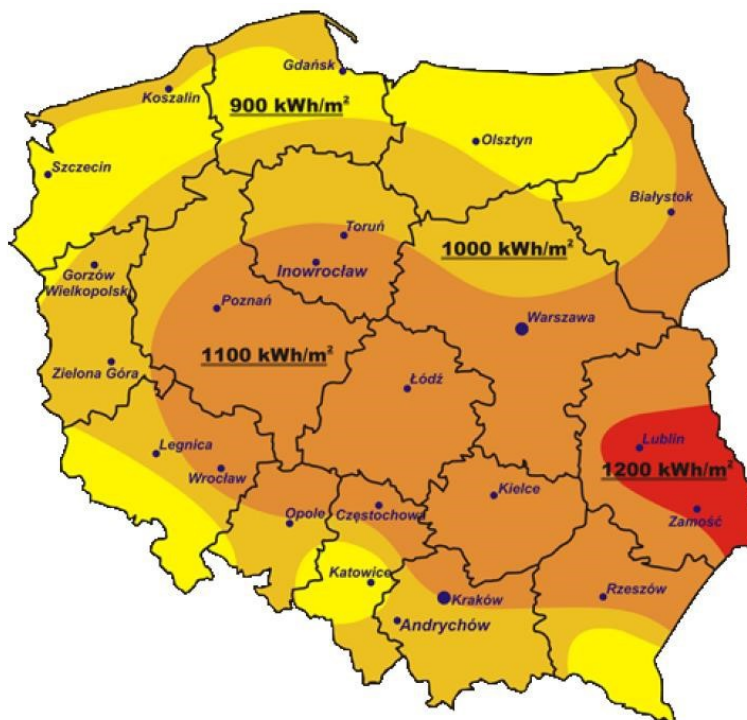 Gdańsk
Koszalin
900 kWh/m²
Olsztyn
Szczecin
Białystok
Toruń
1000 kWh/m²
Gorzów
Wielkopolski
Inowrocław
Poznań
Warszawa
1100 kWh/m²
Zielona Góra
Łódź
Legnica
Lublin
Wrocław
1200 kWh/m²
Kielce
Opole
Częstochowa
Zamość
Katowice
Kraków
Rzeszów
Andrychów